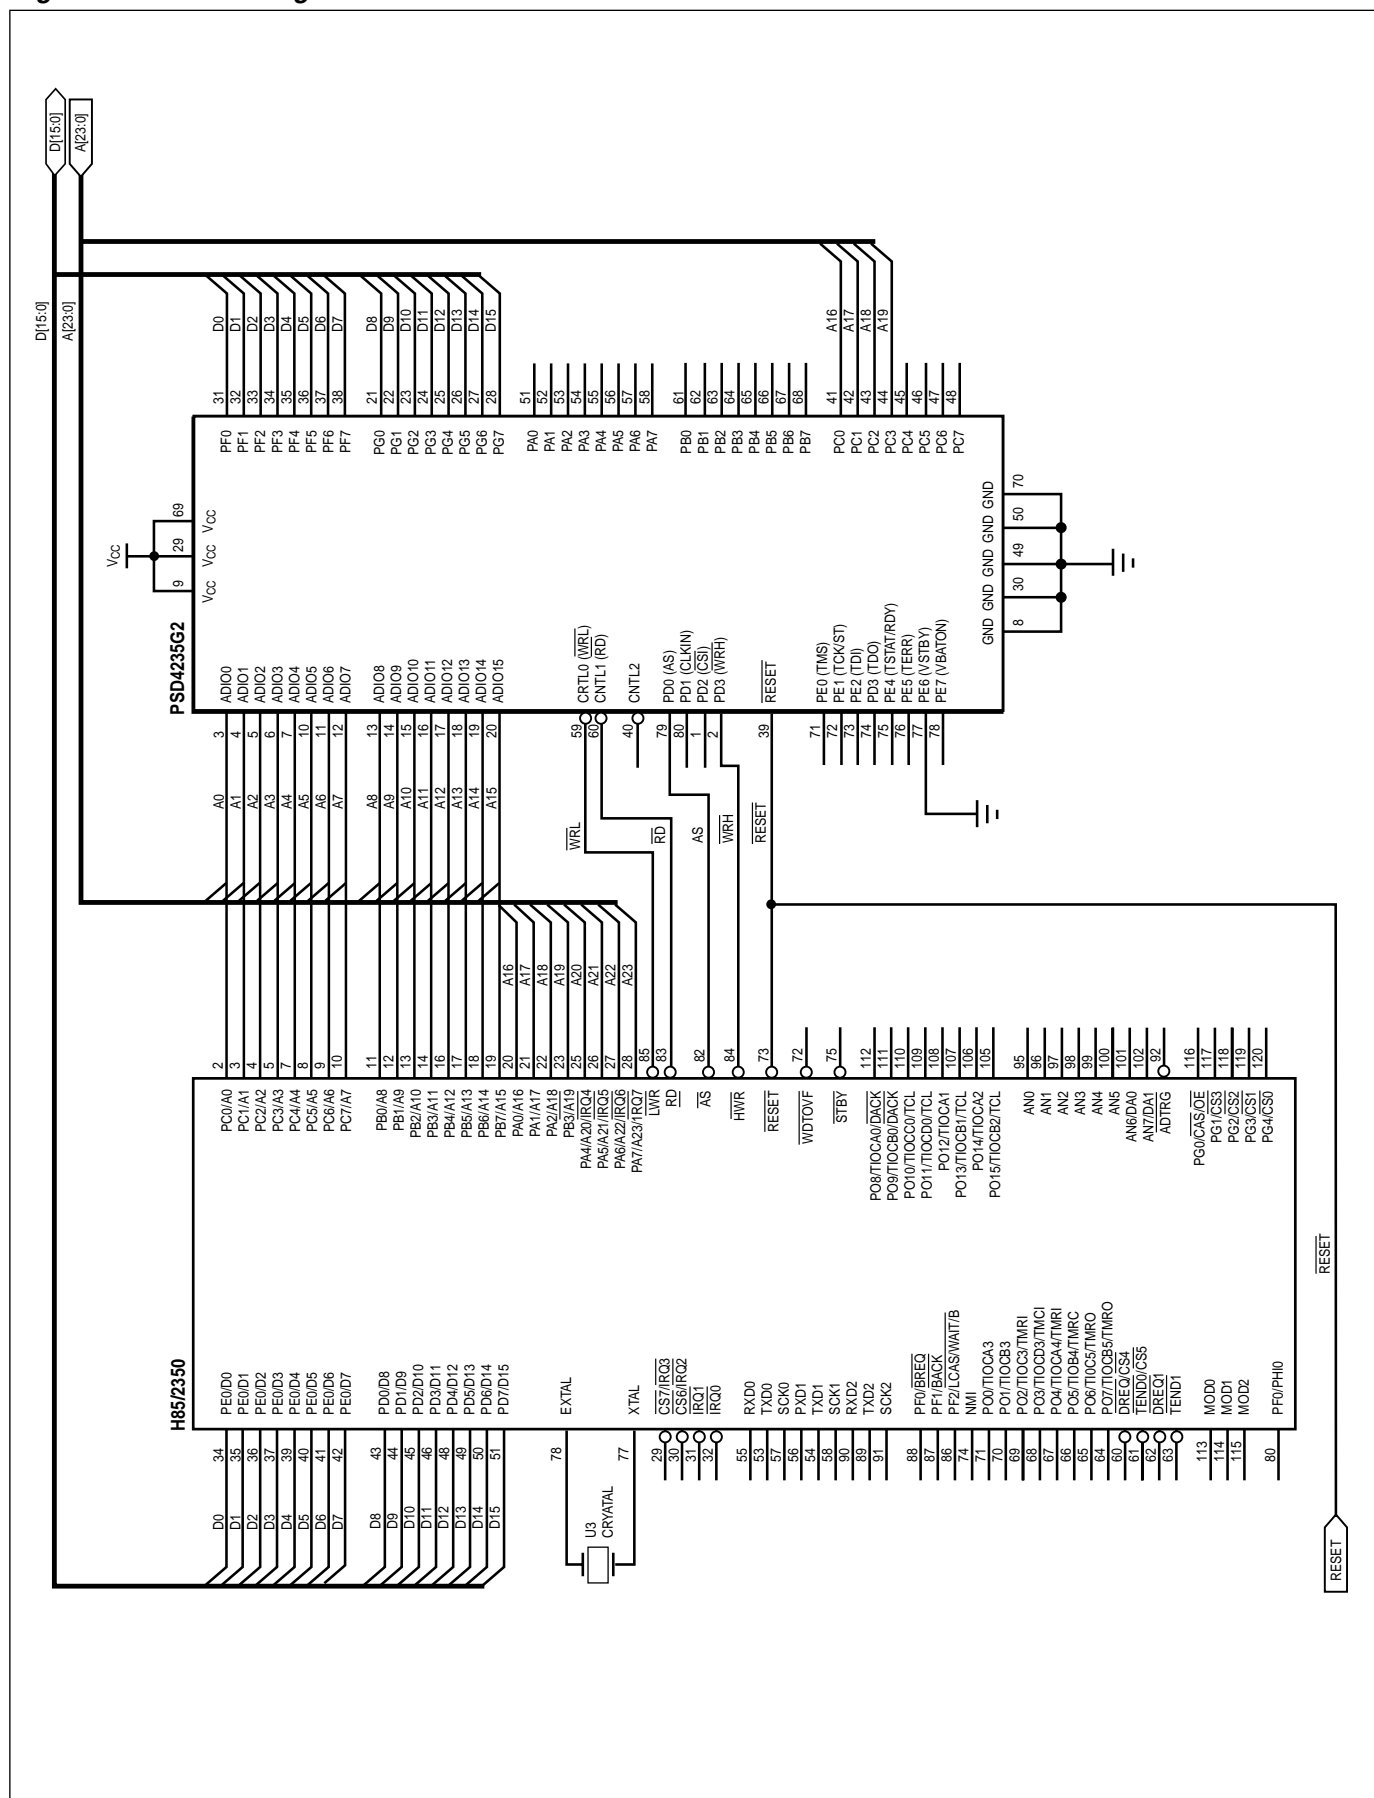 D[15:0]
A[23:0]
D[15:0]
A[23:0]
H85/2350
D0 34 PE0/D0
D1 35 PE0/D1
D2 36 PE0/D2
D3 37 PE0/D3
D4 39 PE0/D4
D5 40 PE0/D5
D6 41 PE0/D6
D7 42 PE0/D7
D8 43 PD0/D8
D9 44 PD1/D9
D10 45 PD2/D10
D11 46 PD3/D11
D12 48 PD4/D12
D13 49 PD5/D13
D14 50 PD6/D14
D15 51 PD7/D15
78 EXTAL
U3
CRYATAL
77 XTAL
29 CS7/IRQ3
30 CS6/IRQ2
31 IRQ1
32 IRQ0
55 RXD0
53 TXD0
57 SCK0
56 PXD1
54 TXD1
58 SCK1
90 RXD2
89 TXD2
91 SCK2
88 PF0/BREQ
87 PF1/BACK
86 PF2/LCAS/WAIT/B
74 NMI
71 PO0/TIOCA3
70 PO1/TIOCB3
69 PO2/TIOC3/TMRI
68 PO3/TIOCD3/TMCI
67 PO4/TIOCA4/TMRI
66 PO5/TIOB4/TMRC
65 PO6/TIOC5/TMRO
64 PO7/TIOCB5/TMRO
60 DREQ/CS4
61 TEND0/CS5
62 DREQ1
63 TEND1
113 MOD0
114 MOD1
115 MOD2
80 PF0/PHI0
PC0/A0 2 A0
PC1/A1 3 A1
PC2/A2 4 A2
PC3/A3 5 A3
PC4/A4 7 A4
PC5/A5 8 A5
PC6/A6 9 A6
PC7/A7 10 A7
PB0/A8 11 A8
PB1/A9 12 A9
PB2/A10 13 A10
PB3/A11 14 A11
PB4/A12 16 A12
PB5/A13 17 A13
PB6/A14 18 A14
PB7/A15 19 A15
PA0/A16 20 A16
PA1/A17 21 A17
PA2/A18 22 A18
PB3/A19 23 A19
PA4/A20/IRQ4 25 A20
PA5/A21/IRQ5 26 A21
PA6/A22/IRQ6 27 A22
PA7/A23/1RQ7 28 A23
LWR 85 WRL
RD 83 RD
AS 82 AS
HWR 84 WRH
RESET 73 RESET
WDTOVF 72
STBY 75
PO8/TIOCA0/DACK 112
PO9/TIOCB0/DACK 111
PO10/TIOCC0/TCL 110
PO11/TIOCD0/TCL 109
PO12/TIOCA1 108
PO13/TIOCB1/TCL 107
PO14/TIOCA2 106
PO15/TIOCB2/TCL 105
AN0 95
AN1 96
AN2 97
AN3 98
AN4 99
AN5 100
AN6/DA0 101
AN7/DA1 102
ADTRG 92
PG0/CAS/OE 116
PG1/CS3 117
PG2/CS2 118
PG3/CS1 119
PG4/CS0 120
RESET
RESET
PSD4235G2
VCC
9 29 69
VCC VCC VCC
3 ADIO0
4 ADIO1
5 ADIO2
6 ADIO3
7 ADIO4
10 ADIO5
11 ADIO6
12 ADIO7
13 ADIO8
14 ADIO9
15 ADIO10
16 ADIO11
17 ADIO12
18 ADIO13
19 ADIO14
20 ADIO15
59 CRTL0 (WRL)
60 CNTL1 (RD)
40 CNTL2
79 PD0 (AS)
80 PD1 (CLKIN)
1 PD2 (CSI)
2 PD3 (WRH)
39 RESET
71 PE0 (TMS)
72 PE1 (TCK/ST)
73 PE2 (TDI)
74 PD3 (TDO)
75 PE4 (TSTAT/RDY)
76 PE5 (TERR)
77 PE6 (VSTBY)
78 PE7 (VBATON)
PF0 31 D0
PF1 32 D1
PF2 33 D2
PF3 34 D3
PF4 35 D4
PF5 36 D5
PF6 37 D6
PF7 38 D7
PG0 21 D8
PG1 22 D9
PG2 23 D10
PG3 24 D11
PG4 25 D12
PG5 26 D13
PG6 27 D14
PG7 28 D15
PA0 51
PA1 52
PA2 53
PA3 54
PA4 55
PA5 56
PA6 57
PA7 58
PB0 61
PB1 62
PB2 63
PB3 64
PB4 65
PB5 66
PB6 67
PB7 68
PC0 41 A16
PC1 42 A17
PC2 43 A18
PC3 44 A19
PC4 45
PC5 46
PC6 47
PC7 48
GND GND GND GND GND
8 30 49 50 70